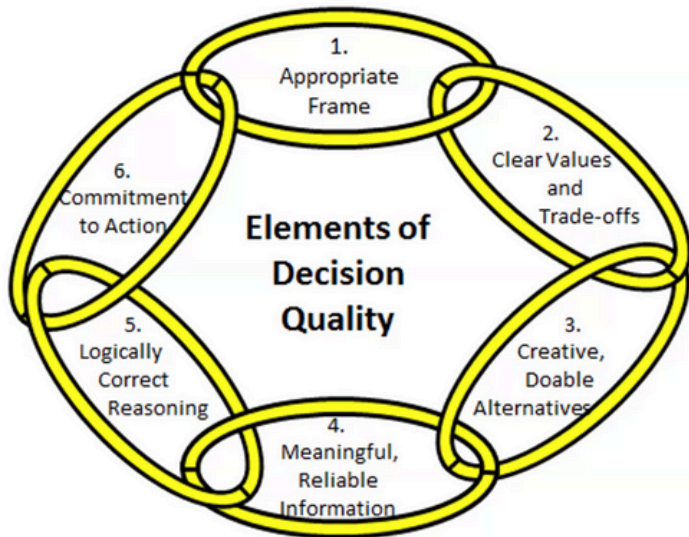 1.
Appropriate
Frame
2.
Clear Values
and
Trade-offs
3.
Creative,
Doable
Alternatives
4.
Meaningful,
Reliable
Information
5.
Logically
Correct
Reasoning
6.
Commitment
to Action
Elements of
Decision
Quality